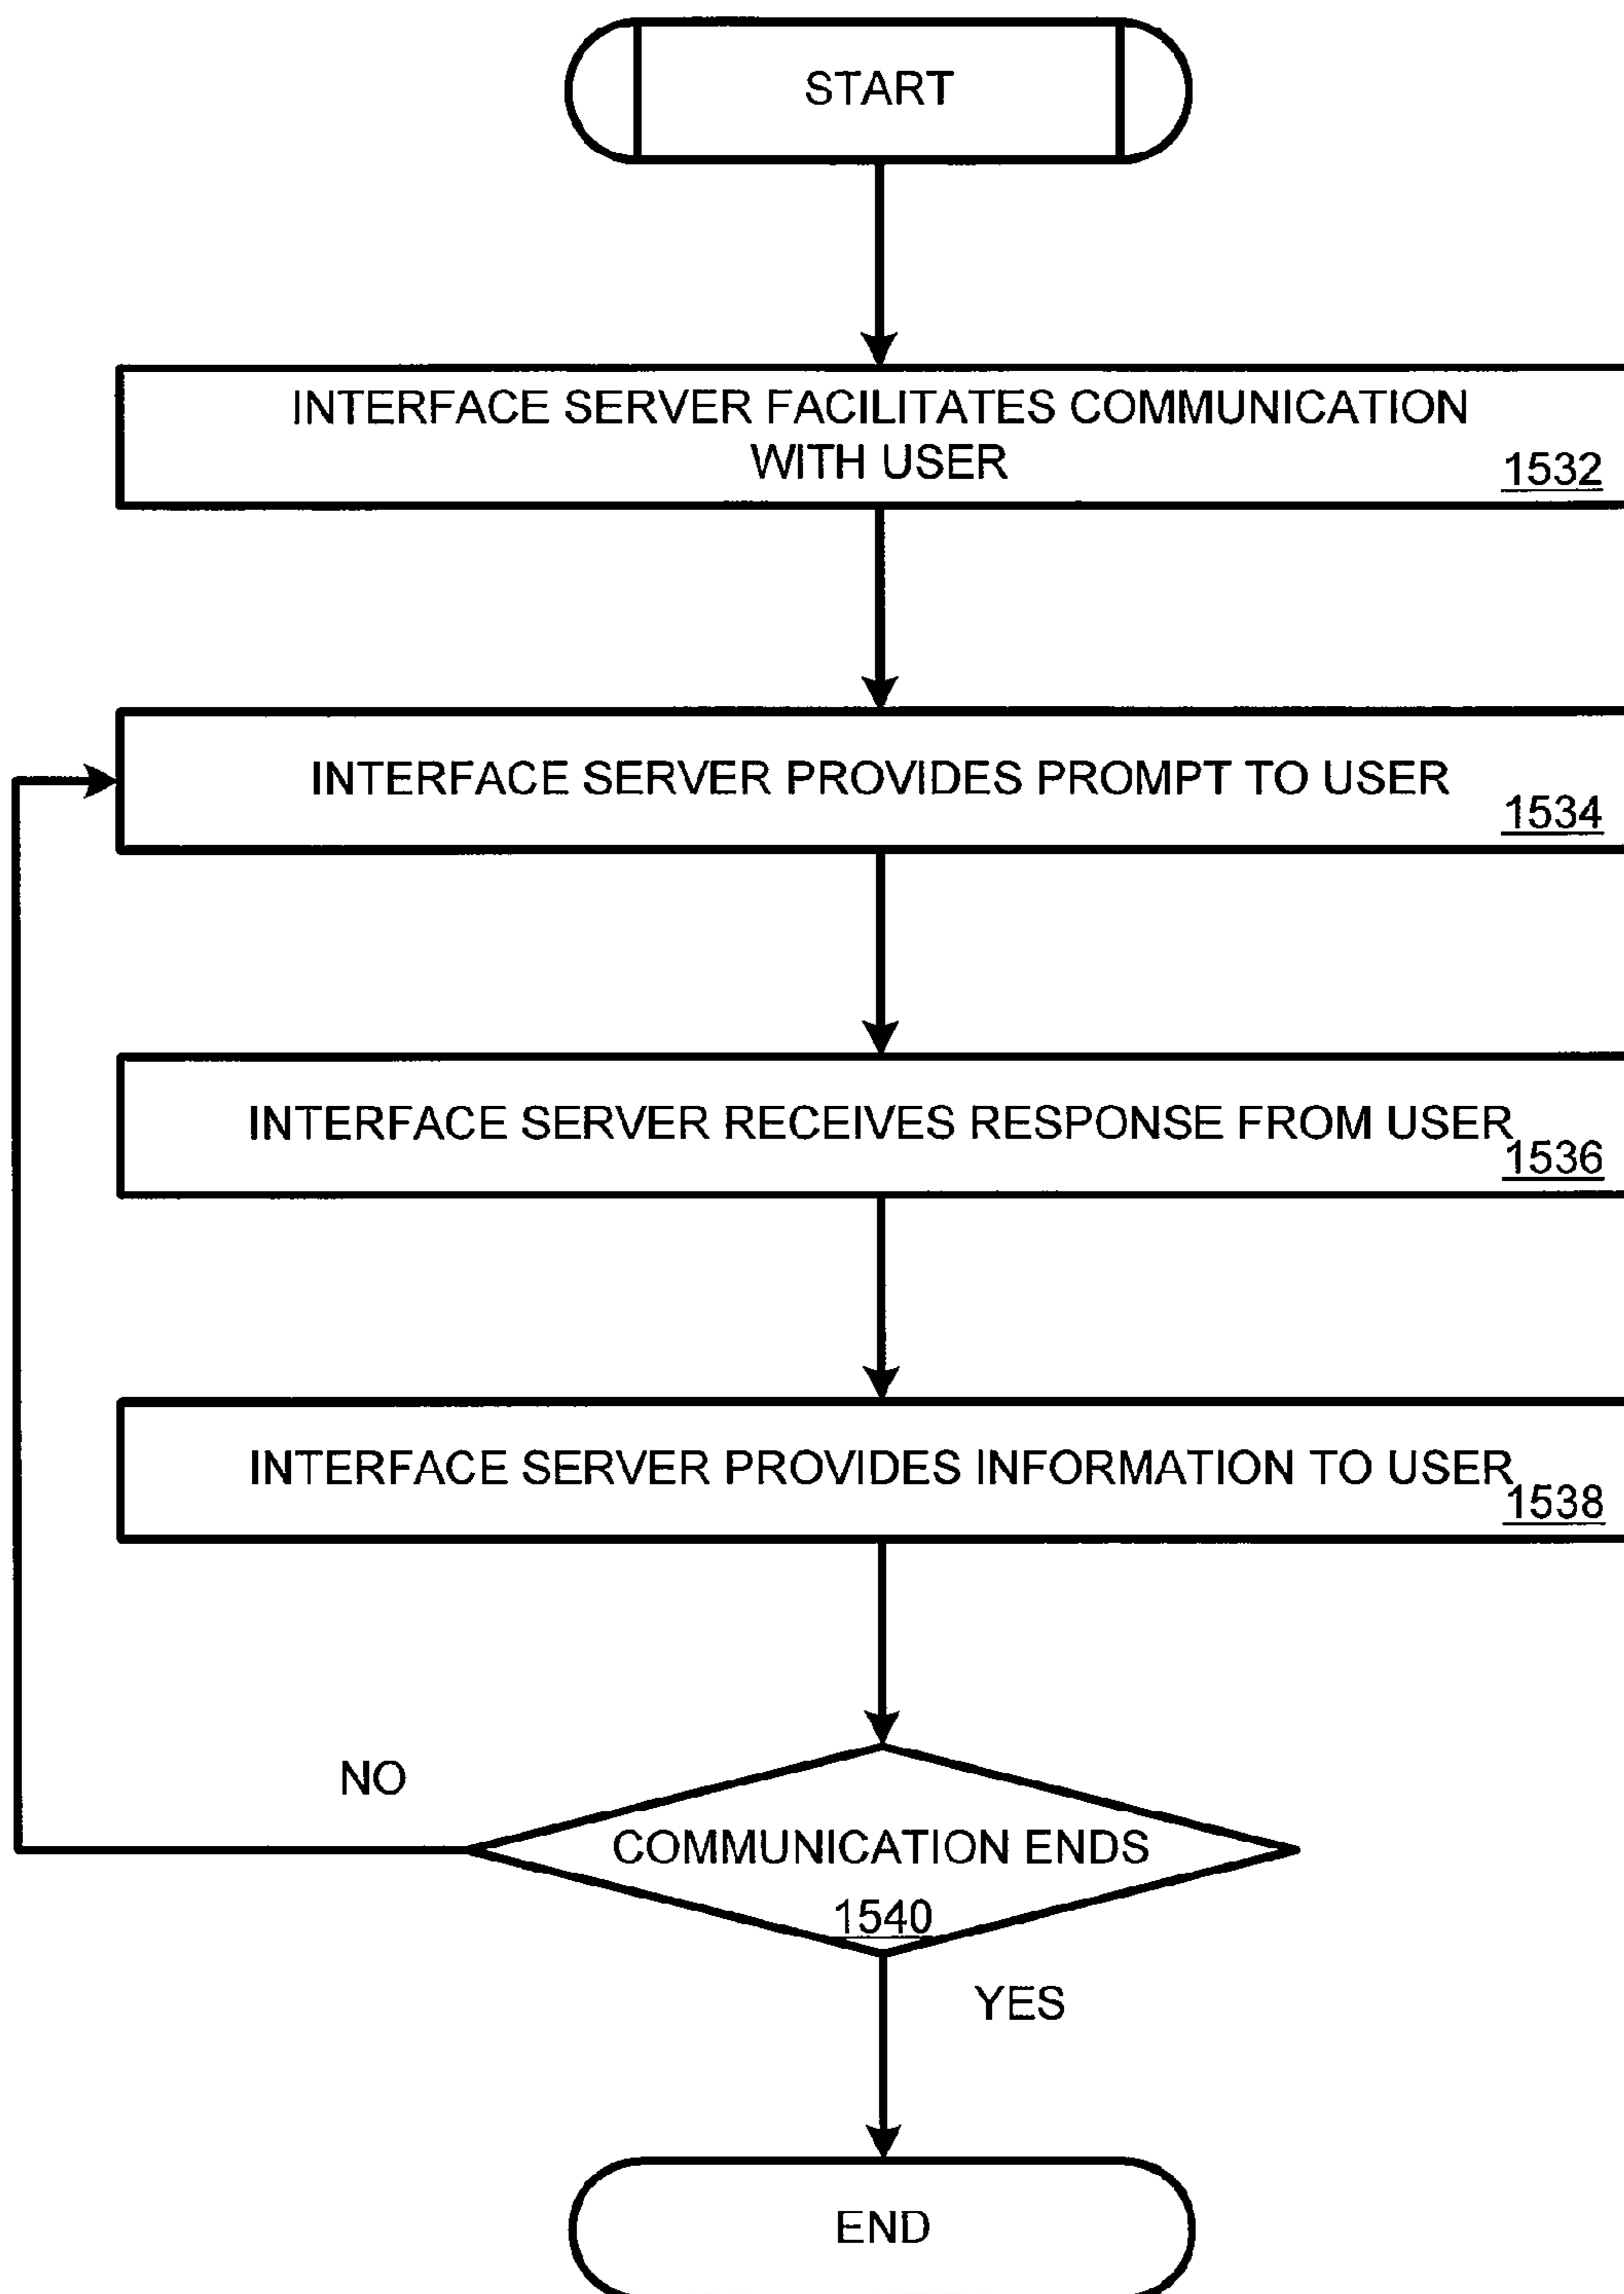 START
INTERFACE SERVER FACILITATES COMMUNICATION
WITH USER
1532
INTERFACE SERVER PROVIDES PROMPT TO USER
1534
INTERFACE SERVER RECEIVES RESPONSE FROM USER
1536
INTERFACE SERVER PROVIDES INFORMATION TO USER
1538
NO
COMMUNICATION ENDS
1540
YES
END